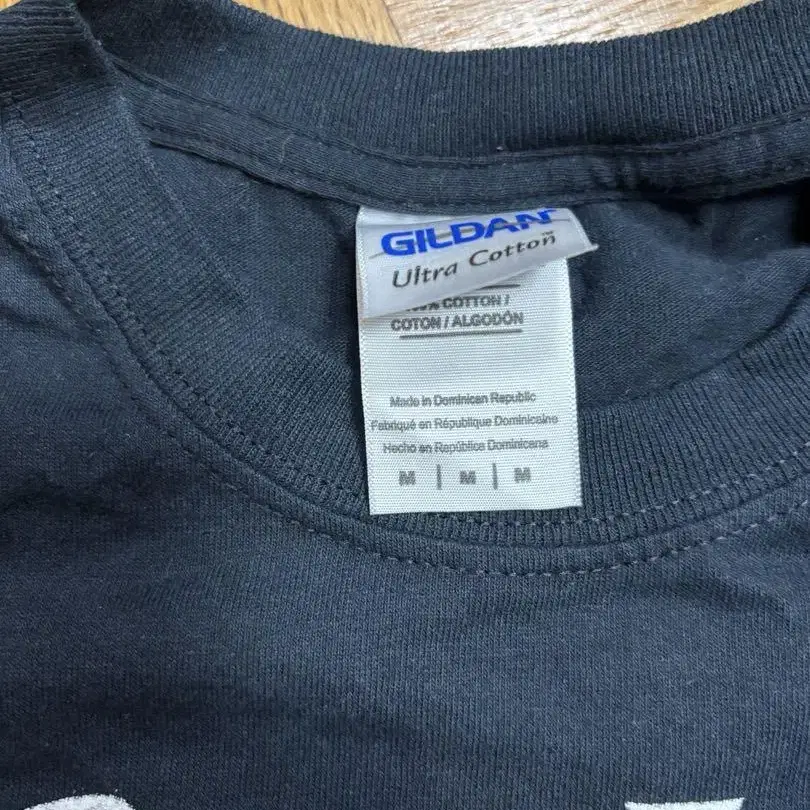 GILDAN
Ultra Cotton
COTTON /
COTON / ALGODÓN
Made in Dominican Republic
Fabriqué en République Dominicaine
Hecho en República Dominicana
M | M | M